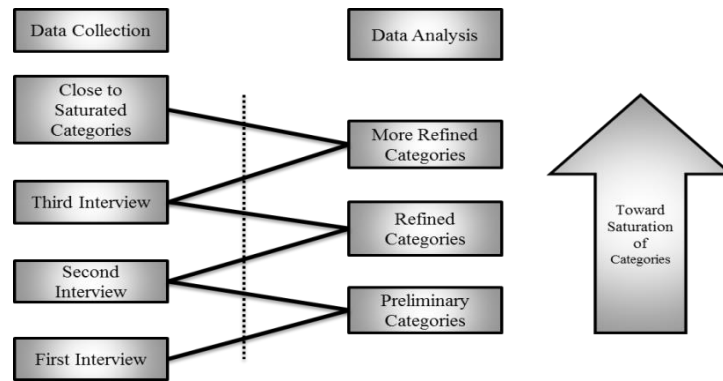 Data Collection
Data Analysis
Close to
Saturated
Categories
More Refined
Categories
Third Interview
Refined
Categories
Second
Interview
Preliminary
Categories
First Interview
Toward
Saturation
of
Categories